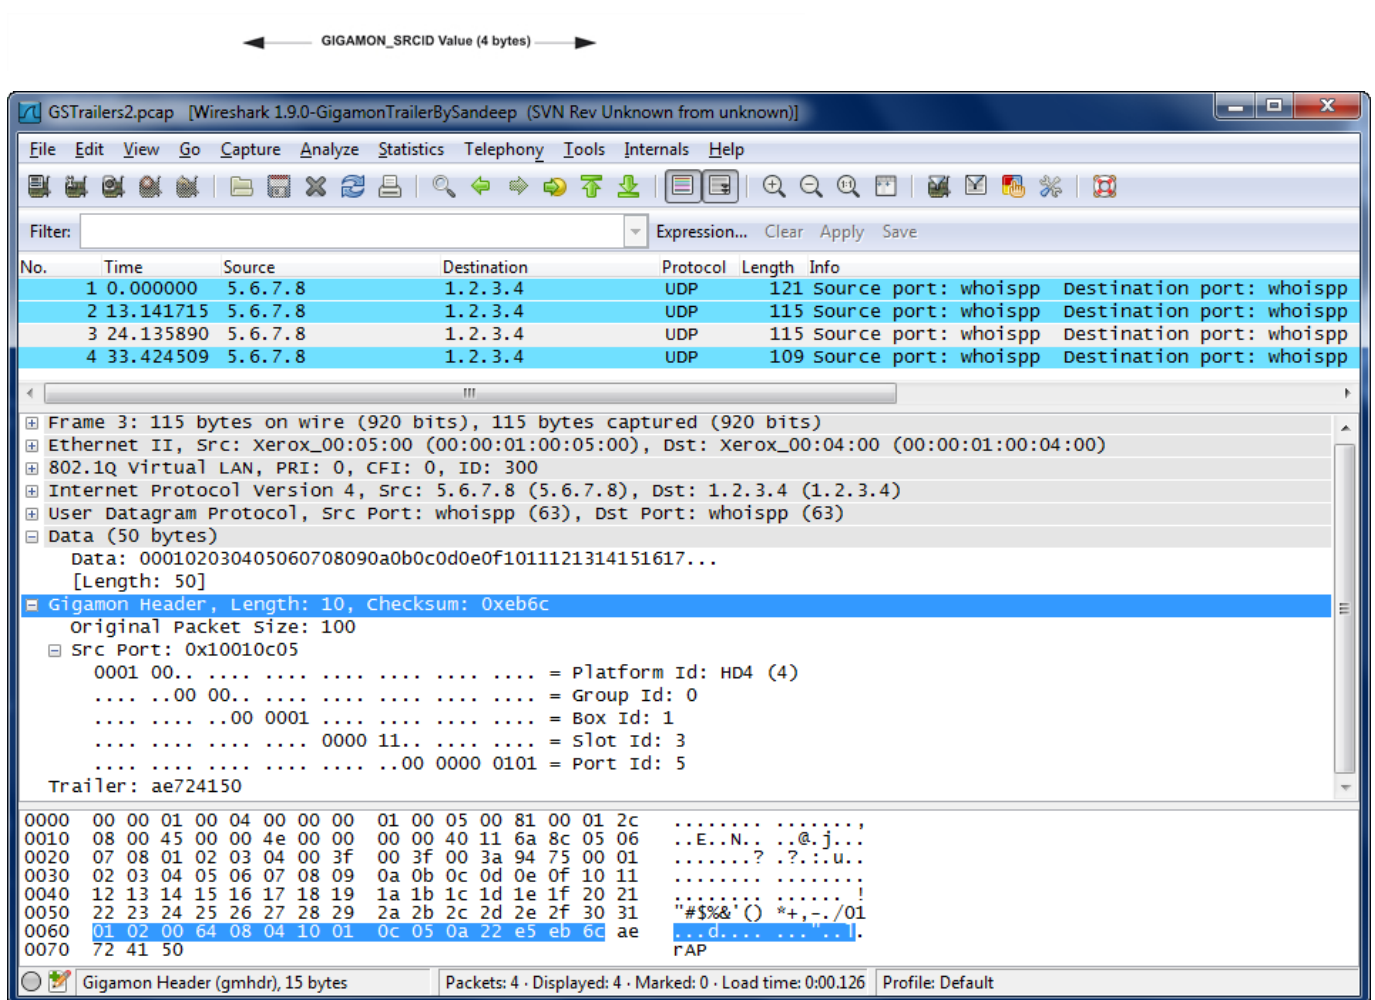 GIGAMON_SRCID Value (4 bytes)
GSTrailers2.pcap [Wireshark 1.9.0-GigamonTrailerBySandeep (SVN Rev Unknown from unknown)]
File Edit View Go Capture Analyze Statistics Telephony Tools Internals Help
Filter: Expression... Clear Apply Save
No. Time Source Destination Protocol Length Info
1 0.000000 5.6.7.8 1.2.3.4 UDP 121 Source port: whoispp Destination port: whoispp
2 13.141715 5.6.7.8 1.2.3.4 UDP 115 Source port: whoispp Destination port: whoispp
3 24.135890 5.6.7.8 1.2.3.4 UDP 115 Source port: whoispp Destination port: whoispp
4 33.424509 5.6.7.8 1.2.3.4 UDP 109 Source port: whoispp Destination port: whoispp
Frame 3: 115 bytes on wire (920 bits), 115 bytes captured (920 bits)
Ethernet II, Src: Xerox_00:05:00 (00:00:01:00:05:00), Dst: Xerox_00:04:00 (00:00:01:00:04:00)
802.1Q Virtual LAN, PRI: 0, CFI: 0, ID: 300
Internet Protocol Version 4, Src: 5.6.7.8 (5.6.7.8), Dst: 1.2.3.4 (1.2.3.4)
User Datagram Protocol, Src Port: whoispp (63), Dst Port: whoispp (63)
Data (50 bytes)
Data: 000102030405060708090a0b0c0d0e0f1011121314151617...
[Length: 50]
Gigamon Header, Length: 10, Checksum: 0xeb6c
Original Packet Size: 100
Src Port: 0x10010c05
0001 00.. .... .... .... .... .... .... = Platform Id: HD4 (4)
.... ..00 00.. .... .... .... .... .... = Group Id: 0
.... .... ..00 0001 .... .... .... .... = Box Id: 1
.... .... .... .... 0000 11.. .... .... = Slot Id: 3
.... .... .... .... .... ..00 0000 0101 = Port Id: 5
Trailer: ae724150
0000 00 00 01 00 04 00 00 00 01 00 05 00 81 00 01 2c ........ .......,
0010 08 00 45 00 00 4e 00 00 00 00 40 11 6a 8c 05 06 ..E..N.. ..@.j...
0020 07 08 01 02 03 04 00 3f 00 3f 00 3a 94 75 00 01 .......? .?.:.u..
0030 02 03 04 05 06 07 08 09 0a 0b 0c 0d 0e 0f 10 11 ........ ........
0040 12 13 14 15 16 17 18 19 1a 1b 1c 1d 1e 1f 20 21 ........ ...... !
0050 22 23 24 25 26 27 28 29 2a 2b 2c 2d 2e 2f 30 31 "#$%&'() *+,-./01
0060 01 02 00 64 08 04 10 01 0c 05 0a 22 e5 eb 6c ae ...d.... ..."..l.
0070 72 41 50 rAP
Gigamon Header (gmhdr), 15 bytes Packets: 4 · Displayed: 4 · Marked: 0 · Load time: 0:00.126 Profile: Default